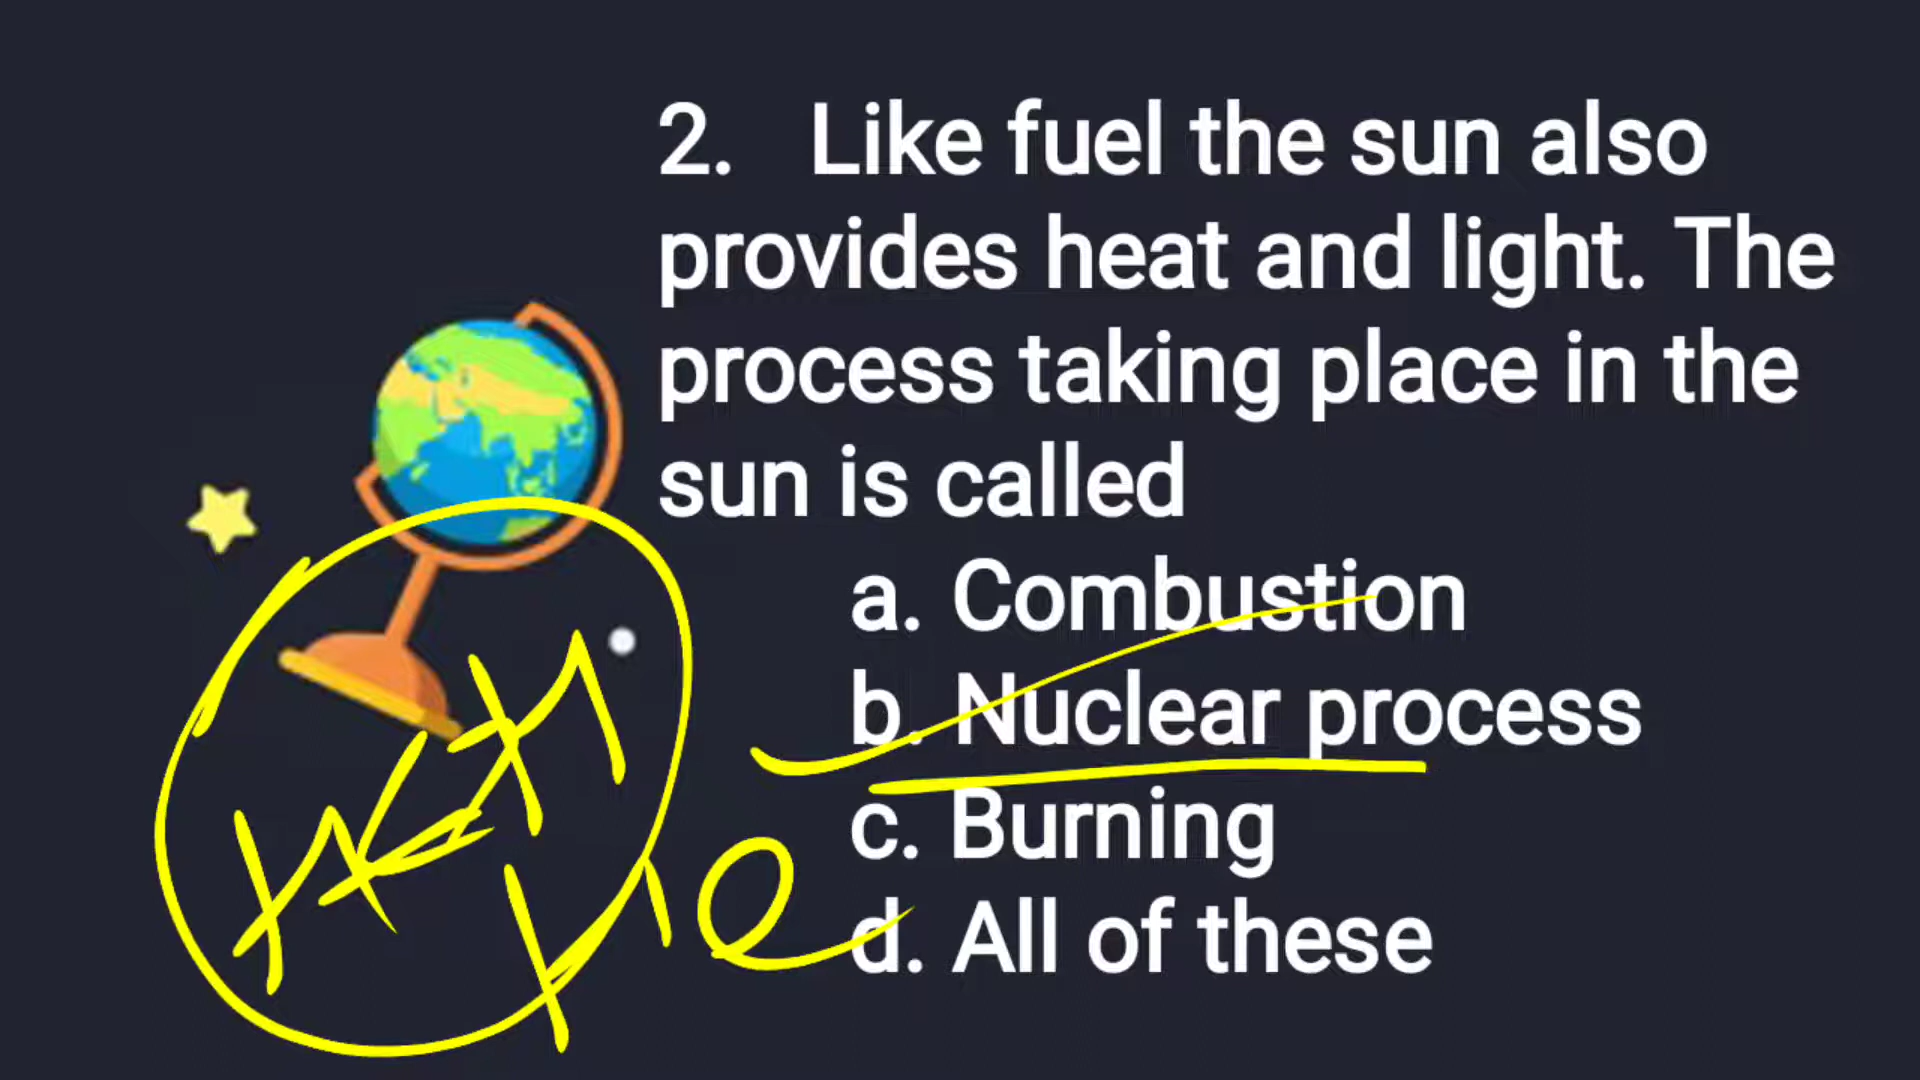 2. Like fuel the sun also
provides heat and light. The
process taking place in the
sun is called
a. Combustion
b. Nuclear process
c. Burning
d. All of these
He